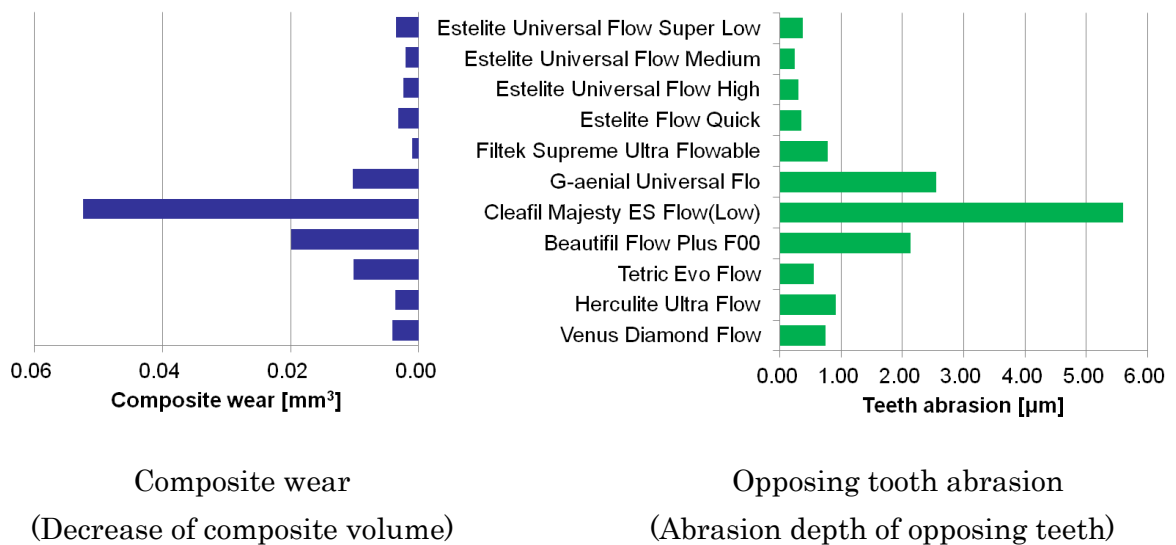 Estelite Universal Flow Super Low
Estelite Universal Flow Medium
Estelite Universal Flow High
Estelite Flow Quick
Filtek Supreme Ultra Flowable
G-aenial Universal Flo
Cleafil Majesty ES Flow(Low)
Beautifil Flow Plus F00
Tetric Evo Flow
Herculite Ultra Flow
Venus Diamond Flow
0.06 0.04 0.02 0.00
Composite wear [mm³]
0.00 1.00 2.00 3.00 4.00 5.00 6.00
Teeth abrasion [µm]
Composite wear
(Decrease of composite volume)
Opposing tooth abrasion
(Abrasion depth of opposing teeth)